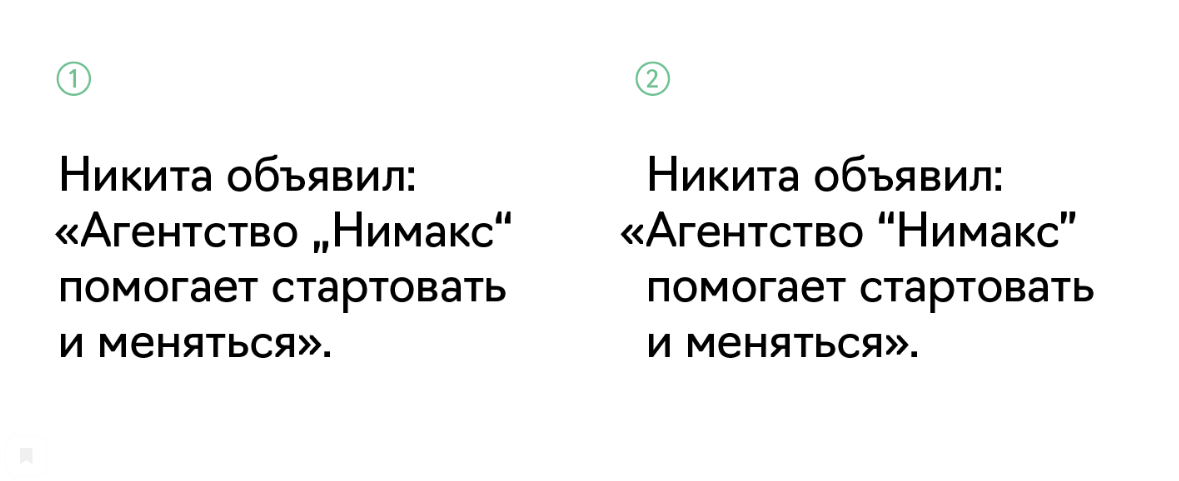 1
Никита объявил:
«Агентство „Нимакс“
помогает стартовать
и меняться».
2
Никита объявил:
«Агентство “Нимакс”
помогает стартовать
и меняться».